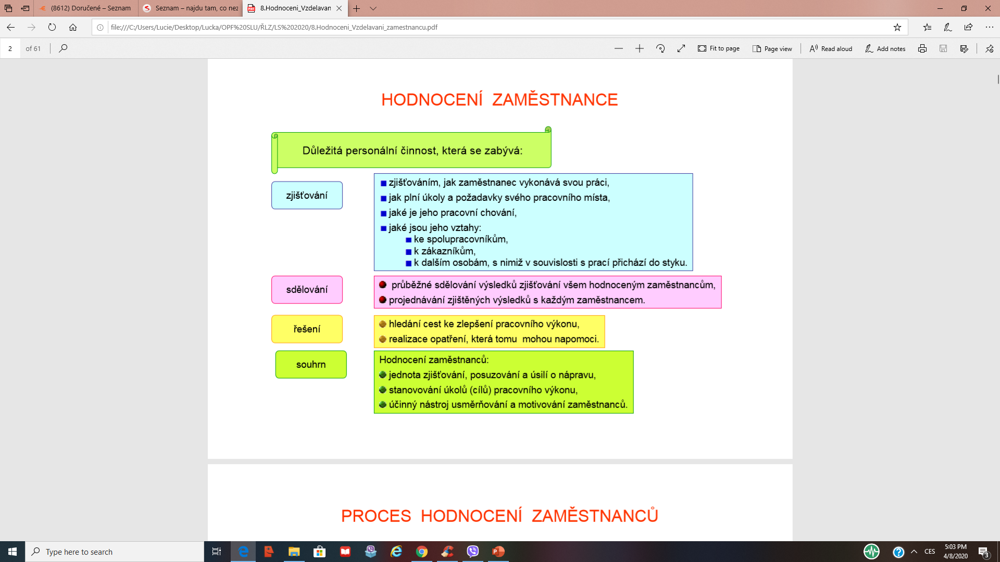 (8612) Doručené – Seznam
Seznam – najdu tam, co nez
8.Hodnoceni_Vzdelavan
file:///C:/Users/Lucie/Desktop/Lucka/OPF%20SLU/ŘLZ/LS%202020/8.Hodnoceni_Vzdelavani_zamestnancu.pdf
2 of 61
Fit to page
Page view
Read aloud
Add notes
HODNOCENÍ ZAMĚSTNANCE
Důležitá personální činnost, která se zabývá:
zjišťování
zjišťováním, jak zaměstnanec vykonává svou práci,
jak plní úkoly a požadavky svého pracovního místa,
jaké je jeho pracovní chování,
jaké jsou jeho vztahy:
ke spolupracovníkům,
k zákazníkům,
k dalším osobám, s nimiž v souvislosti s prací přichází do styku.
sdělování
průběžné sdělování výsledků zjišťování všem hodnoceným zaměstnancům,
projednávání zjištěných výsledků s každým zaměstnancem.
řešení
hledání cest ke zlepšení pracovního výkonu,
realizace opatření, která tomu mohou napomoci.
souhrn
Hodnocení zaměstnanců:
jednota zjišťování, posuzování a úsilí o nápravu,
stanovování úkolů (cílů) pracovního výkonu,
účinný nástroj usměrňování a motivování zaměstnanců.
PROCES HODNOCENÍ ZAMĚSTNANCŮ
Type here to search
CES
5:03 PM
4/8/2020
3